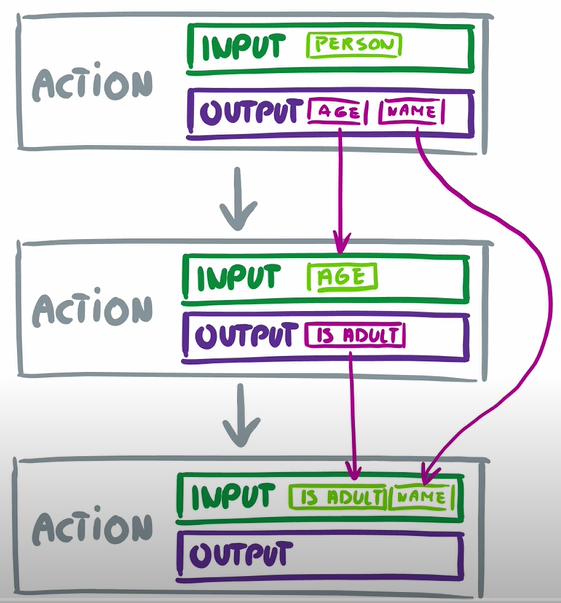 INPUT PERSON
ACTION
OUTPUT AGE NAME
INPUT AGE
ACTION
OUTPUT IS ADULT
INPUT IS ADULT NAME
ACTION
OUTPUT